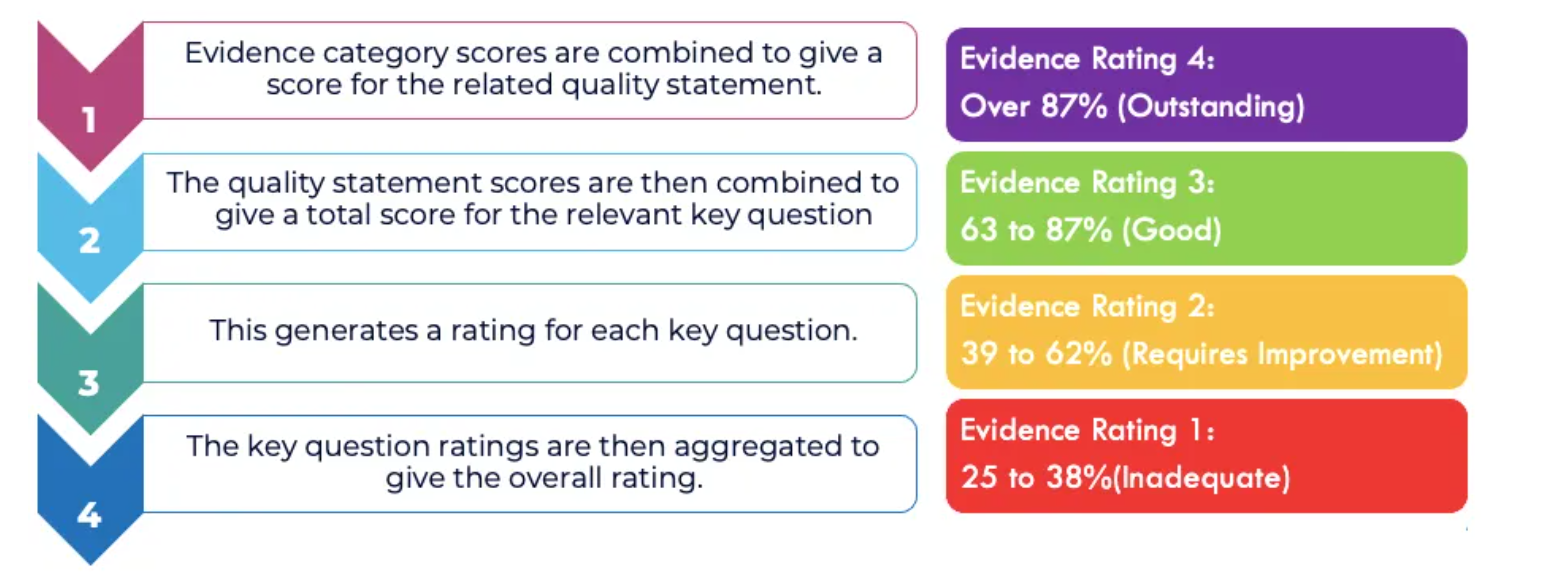 1
Evidence category scores are combined to give a
score for the related quality statement.
2
The quality statement scores are then combined to
give a total score for the relevant key question
3
This generates a rating for each key question.
4
The key question ratings are then aggregated to
give the overall rating.
Evidence Rating 4:
Over 87% (Outstanding)
Evidence Rating 3:
63 to 87% (Good)
Evidence Rating 2:
39 to 62% (Requires Improvement)
Evidence Rating 1:
25 to 38%(Inadequate)